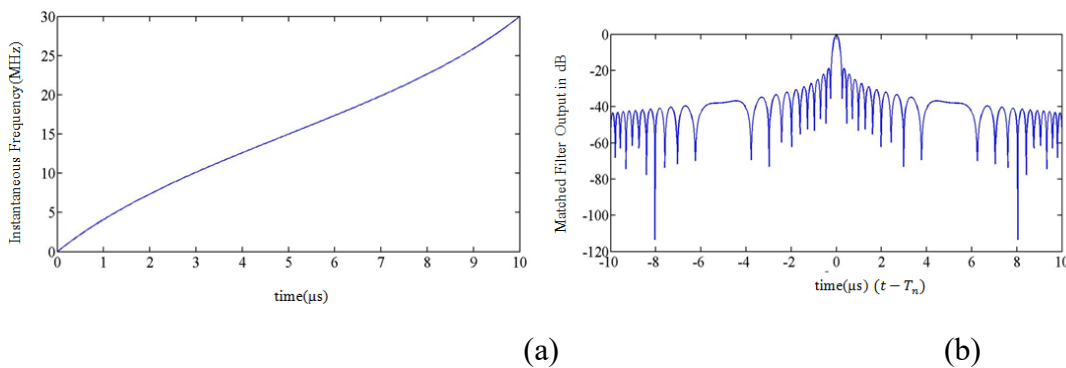 30
25
20
15
10
5
0
0 1 2 3 4 5 6 7 8 9 10
Instantaneous Frequency(MHz)
time(μs)
(a)
0
-20
-40
-60
-80
-100
-120
-10 -8 -6 -4 -2 0 2 4 6 8 10
Matched Filter Output in dB
time(μs) (t − Tₙ)
(b)